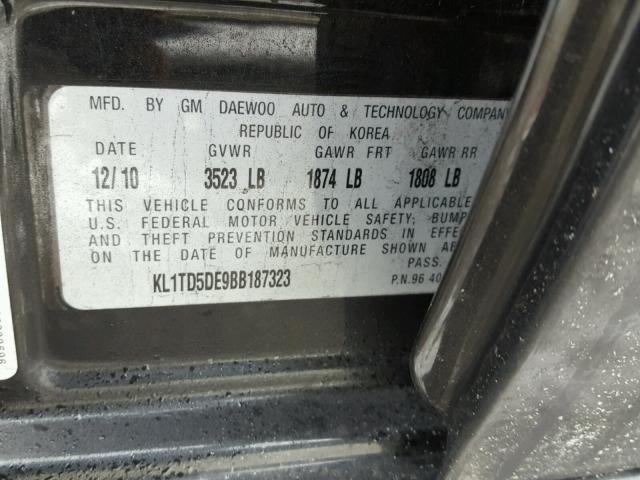 MFD. BY GM DAEWOO AUTO & TECHNOLOGY COMPANY
REPUBLIC OF KOREA
DATE GVWR GAWR FRT GAWR RR
12/10 3523 LB 1874 LB 1808 LB
THIS VEHICLE CONFORMS TO ALL APPLICABLE
U.S. FEDERAL MOTOR VEHICLE SAFETY, BUMP
AND THEFT PREVENTION STANDARDS IN EFFE
ON THE DATE OF MANUFACTURE SHOWN AB
PASS.
KL1TD5DE9BB187323 P.N.96 40